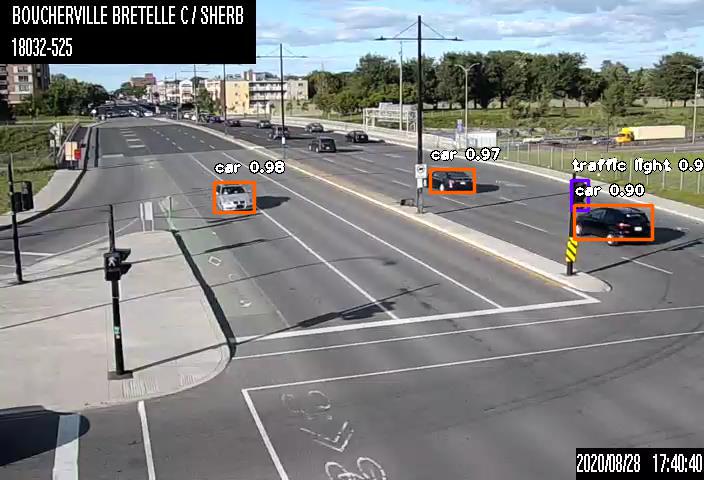 BOUCHERVILLE BRETELLE C / SHERB
18032-525
car 0.98
car 0.97
traffic light 0.9
car 0.90
2020/08/28 17:40:40